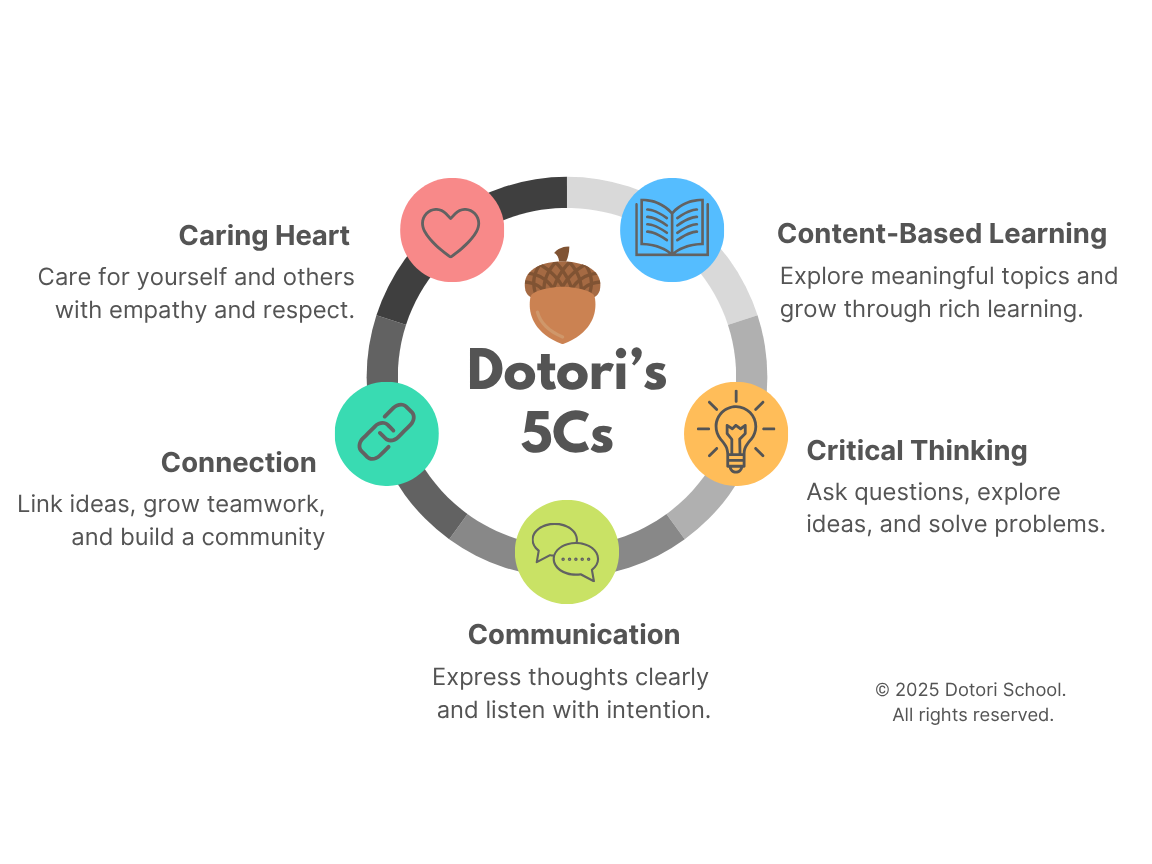 Dotori’s
5Cs
Caring Heart
Care for yourself and others
with empathy and respect.
Content-Based Learning
Explore meaningful topics and
grow through rich learning.
Connection
Link ideas, grow teamwork,
and build a community
Critical Thinking
Ask questions, explore
ideas, and solve problems.
Communication
Express thoughts clearly
and listen with intention.
© 2025 Dotori School.
All rights reserved.